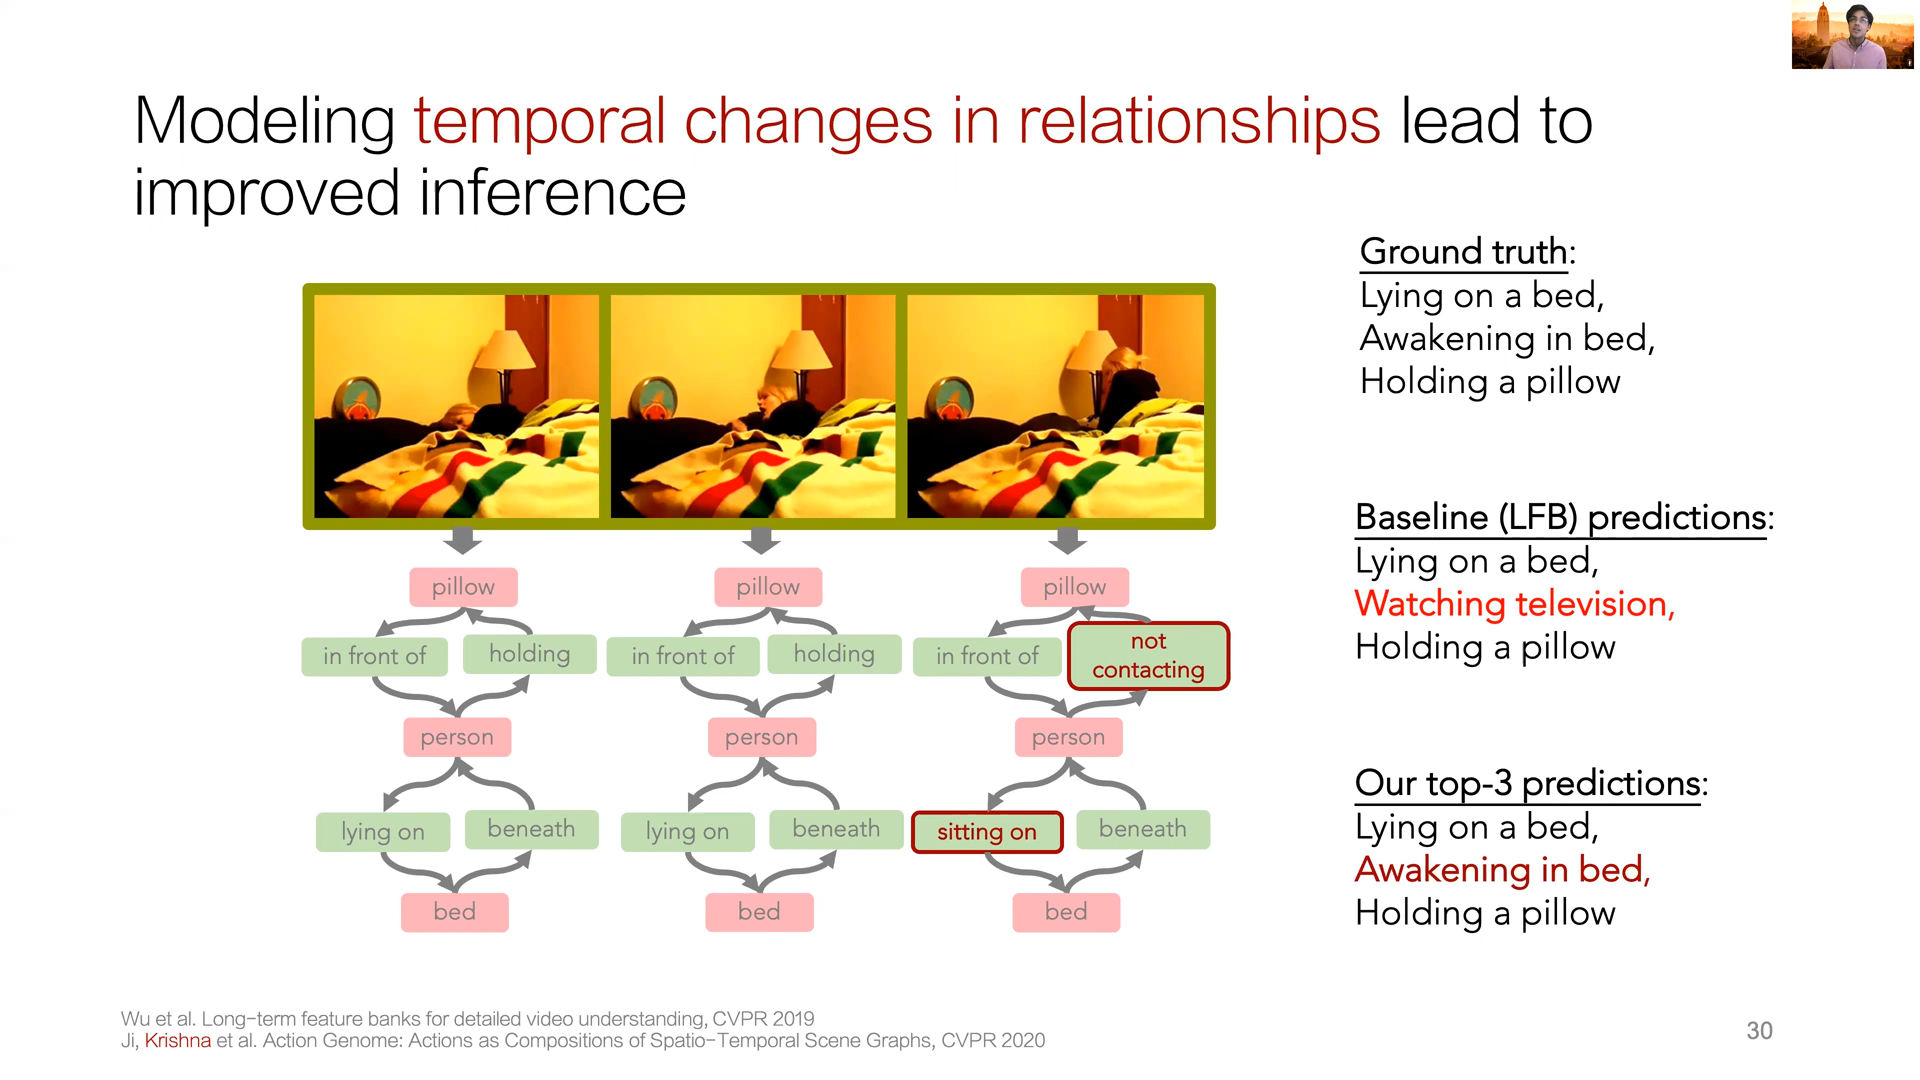 Modeling temporal changes in relationships lead to
improved inference
Ground truth:
Lying on a bed,
Awakening in bed,
Holding a pillow
Baseline (LFB) predictions:
Lying on a bed,
Watching television,
Holding a pillow
Our top-3 predictions:
Lying on a bed,
Awakening in bed,
Holding a pillow
pillow
in front of
holding
person
lying on
beneath
bed
pillow
in front of
holding
person
lying on
beneath
bed
pillow
in front of
not
contacting
person
sitting on
beneath
bed
Wu et al. Long-term feature banks for detailed video understanding, CVPR 2019
Ji, Krishna et al. Action Genome: Actions as Compositions of Spatio-Temporal Scene Graphs, CVPR 2020
30